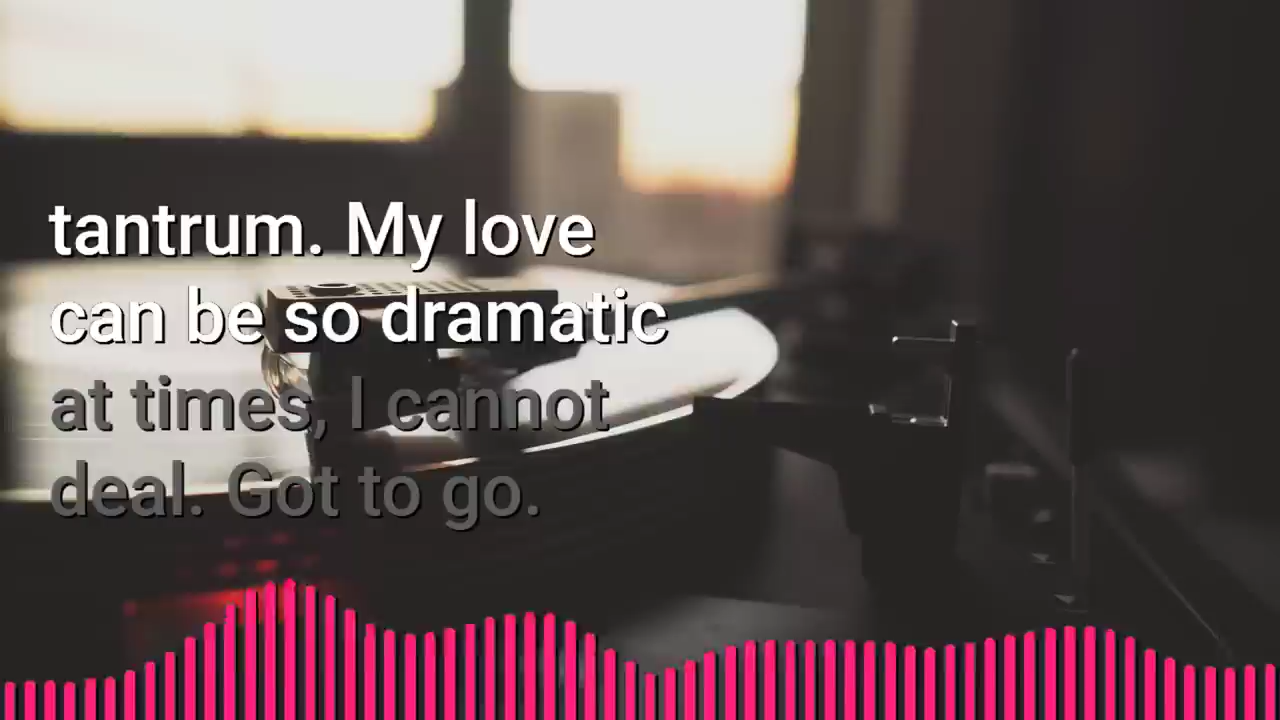 tantrum. My love
can be so dramatic
at times, I cannot
deal. Got to go.